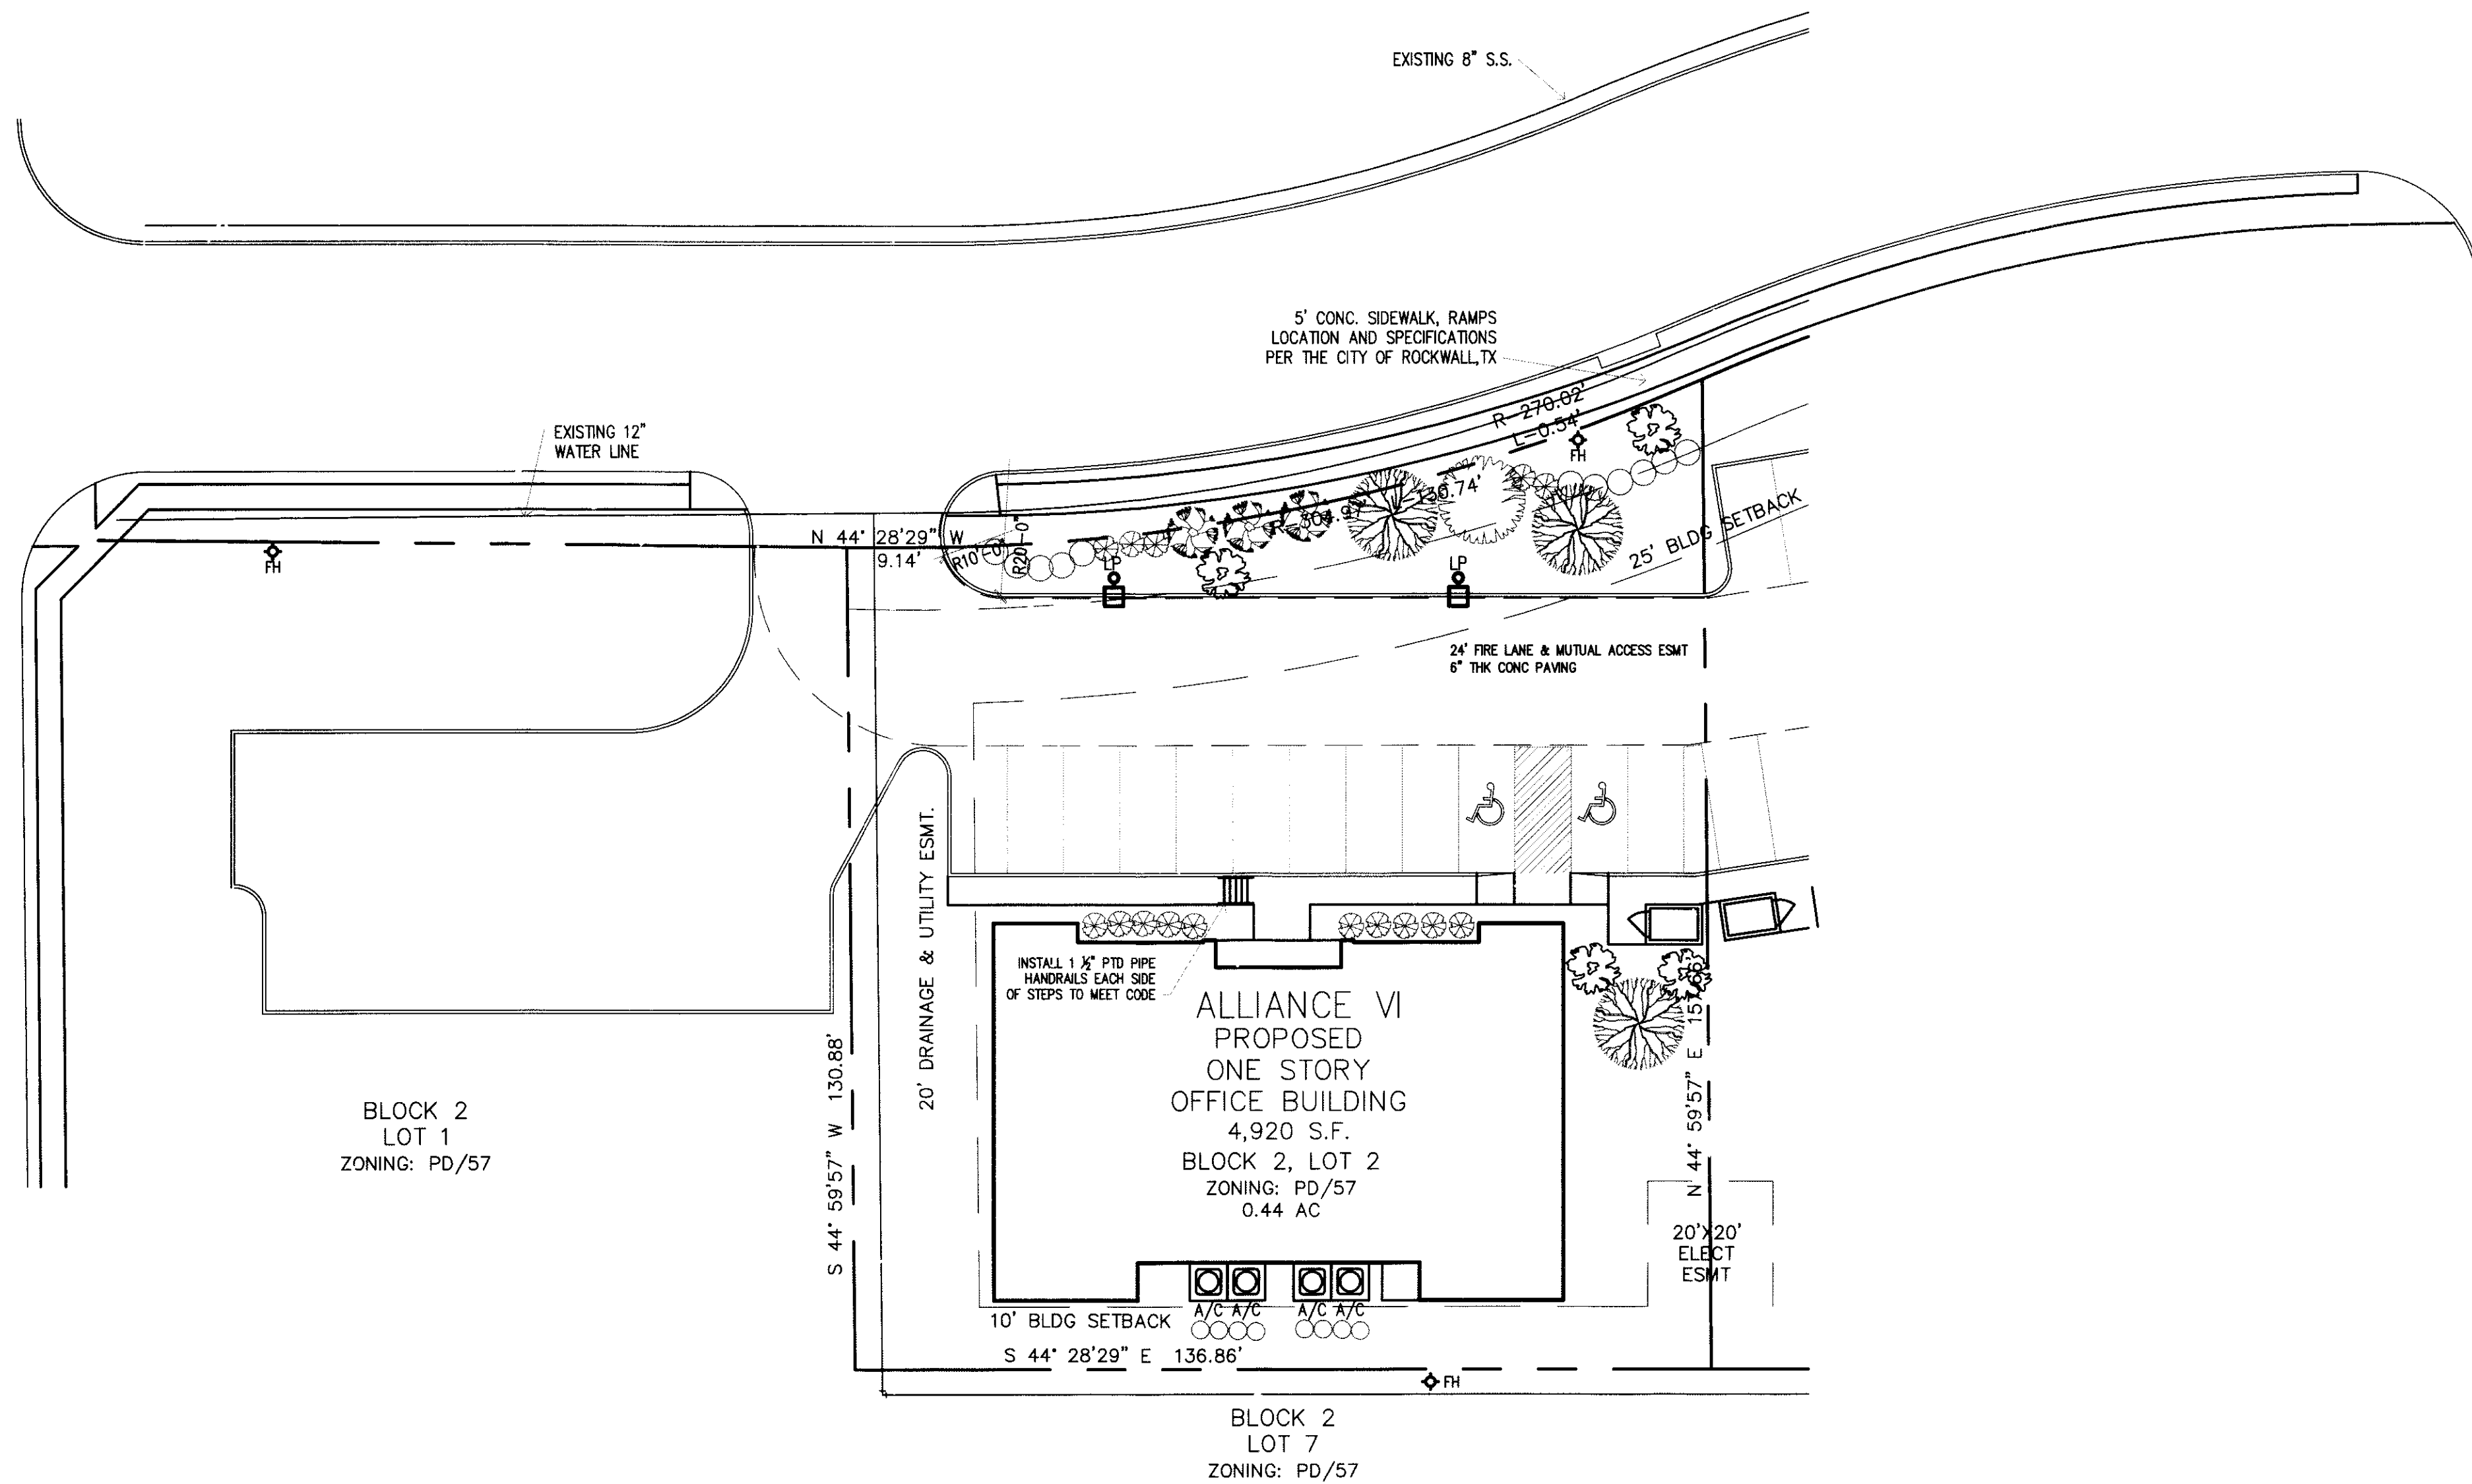 EXISTING 8" S.S.
5' CONC. SIDEWALK, RAMPS
LOCATION AND SPECIFICATIONS
PER THE CITY OF ROCKWALL,TX
R-270.02'
L-0.54'
FH
EXISTING 12"
WATER LINE
FH
N 44° 28'29" W
9.14'
R10'-0"
R20'-0"
LP
LP
-130.74'
25' BLDG SETBACK
24' FIRE LANE & MUTUAL ACCESS ESMT
6" THK CONC PAVING
20' DRAINAGE & UTILITY ESMT.
INSTALL 1 ½" PTD PIPE
HANDRAILS EACH SIDE
OF STEPS TO MEET CODE
ALLIANCE VI
PROPOSED
ONE STORY
OFFICE BUILDING
4,920 S.F.
BLOCK 2, LOT 2
ZONING: PD/57
0.44 AC
BLOCK 2
LOT 1
ZONING: PD/57
S 44° 59'57" W 130.88'
N 44° 59'57" E
20'X20'
ELECT
ESMT
A/C A/C
A/C A/C
10' BLDG SETBACK
S 44° 28'29" E 136.86'
FH
BLOCK 2
LOT 7
ZONING: PD/57